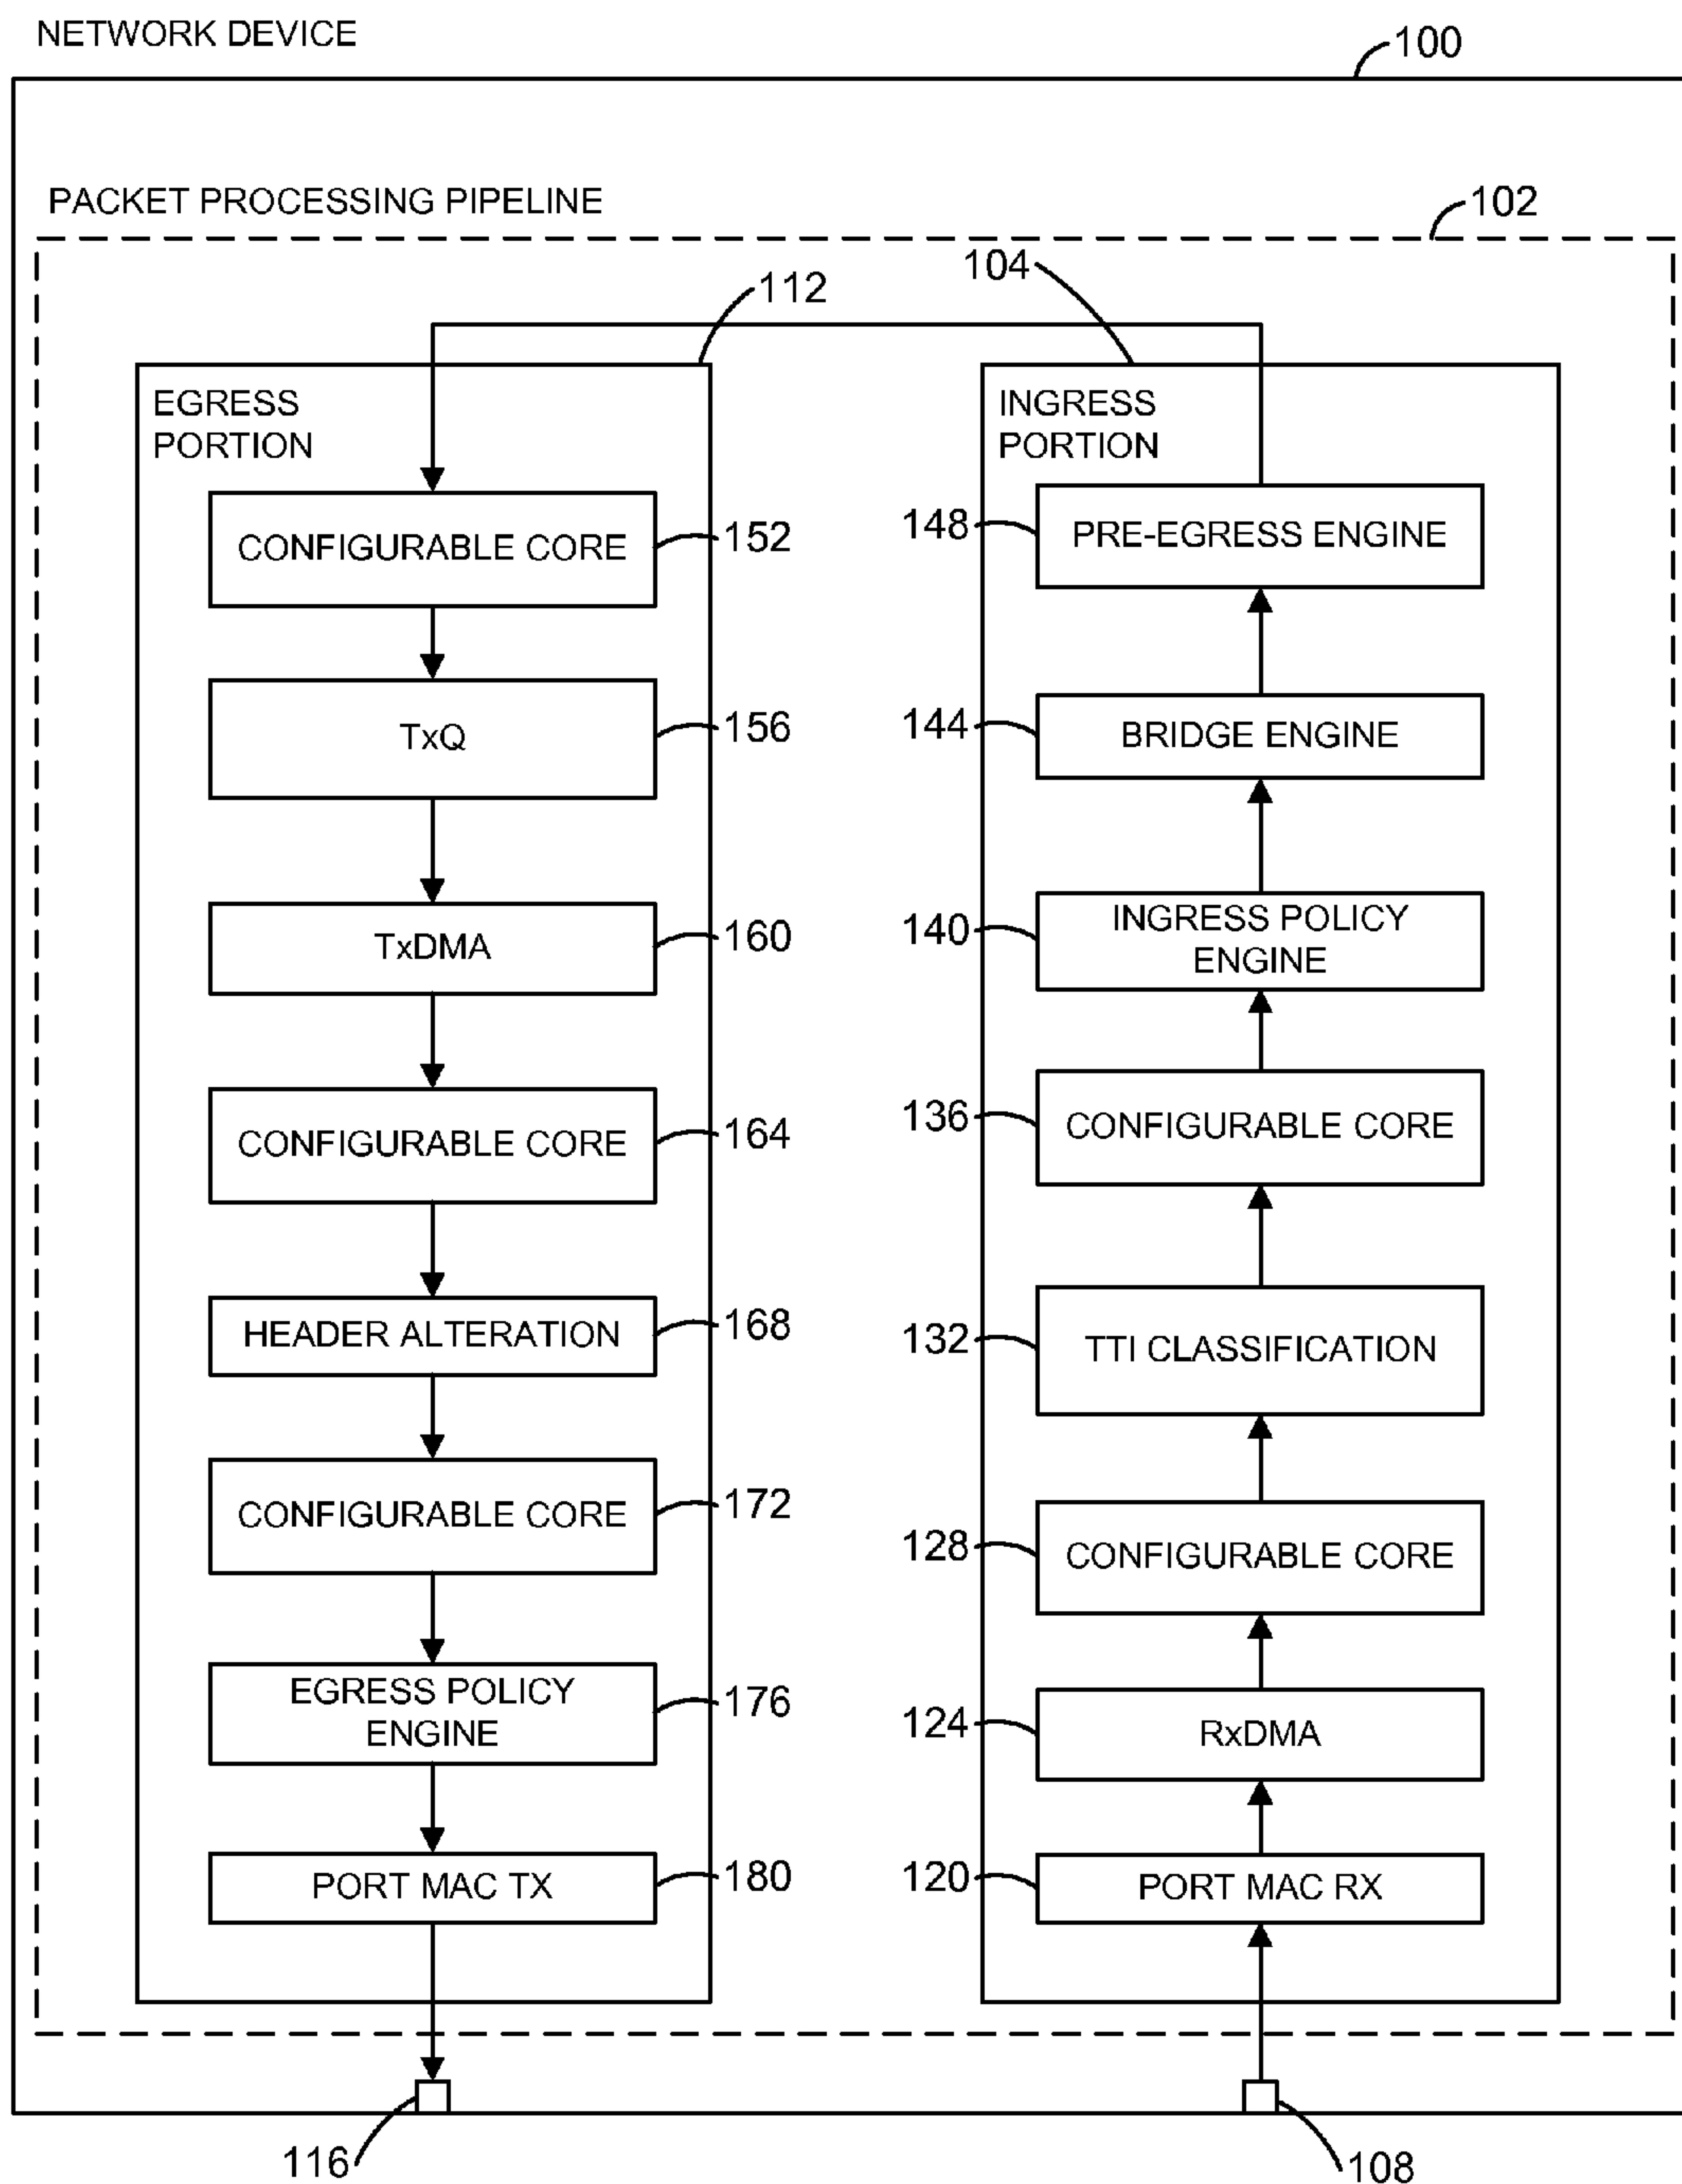 NETWORK DEVICE
100
PACKET PROCESSING PIPELINE
102
112
104
EGRESS
PORTION
CONFIGURABLE CORE
152
TxQ
156
TxDMA
160
CONFIGURABLE CORE
164
HEADER ALTERATION
168
CONFIGURABLE CORE
172
EGRESS POLICY
ENGINE
176
PORT MAC TX
180
116
INGRESS
PORTION
148
PRE-EGRESS ENGINE
144
BRIDGE ENGINE
140
INGRESS POLICY
ENGINE
136
CONFIGURABLE CORE
132
TTI CLASSIFICATION
128
CONFIGURABLE CORE
124
RxDMA
120
PORT MAC RX
108